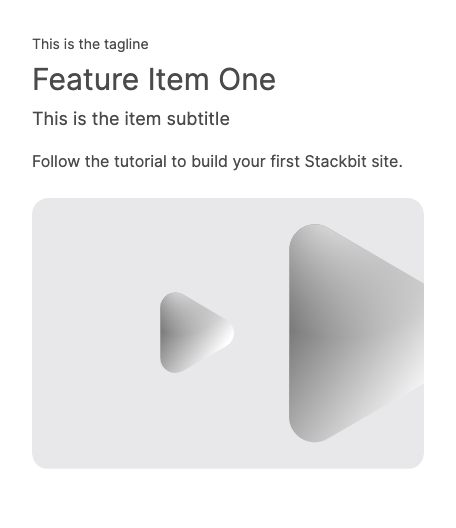 This is the tagline
Feature Item One
This is the item subtitle
Follow the tutorial to build your first Stackbit site.